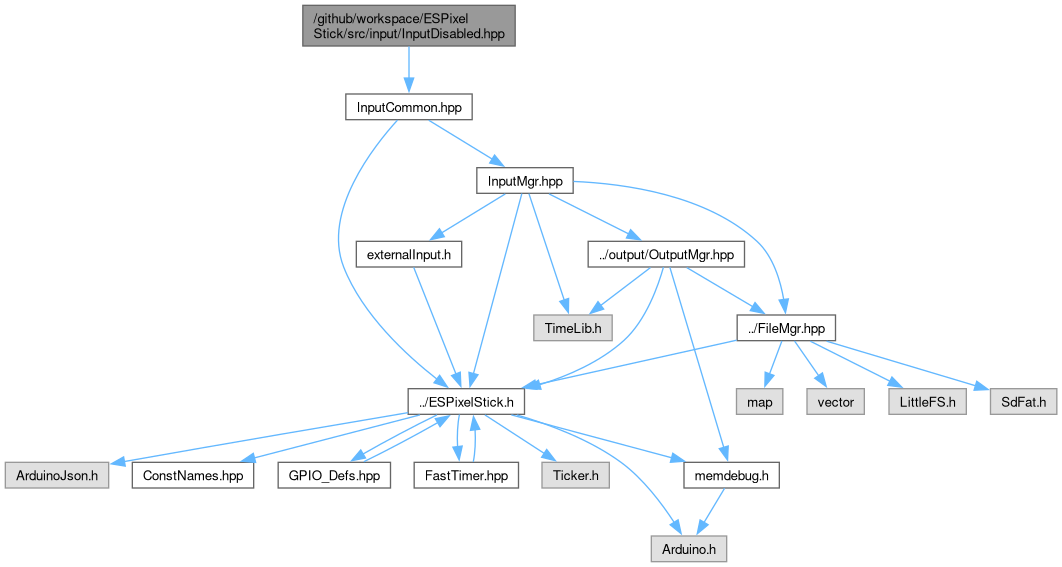 /github/workspace/ESPixel
Stick/src/input/InputDisabled.hpp
InputCommon.hpp
InputMgr.hpp
externalInput.h
../output/OutputMgr.hpp
TimeLib.h
../FileMgr.hpp
../ESPixelStick.h
map
vector
LittleFS.h
SdFat.h
ArduinoJson.h
ConstNames.hpp
GPIO_Defs.hpp
FastTimer.hpp
Ticker.h
memdebug.h
Arduino.h